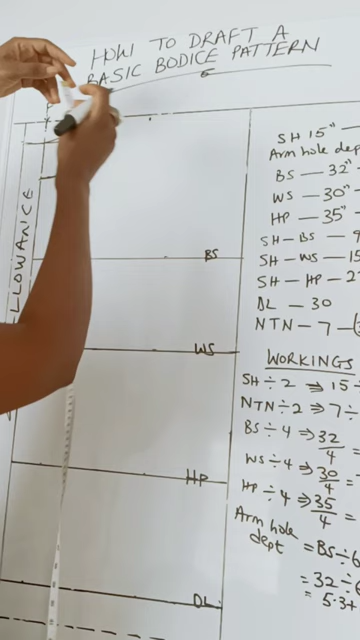 HOW TO DRAFT A
BASIC BODICE PATTERN
LLOWANCE
BS
WS
HP
DL
SH 15"
Arm hole dep
BS — 32"
WS — 30"
HP — 35"
SH — BS — 9
SH — WS — 15
SH — HP — 2
DL — 30
NTN — 7 —
WORKINGS
SH ÷ 2 ⇒ 15 ÷
NTN ÷ 2 ⇒ 7 ÷
BS ÷ 4 ⇒ 32/4 =
WS ÷ 4 ⇒ 30/4 =
HP ÷ 4 ⇒ 35/4 =
Arm hole
dept = BS ÷ 6
= 32 ÷ 6
= 5.3 +